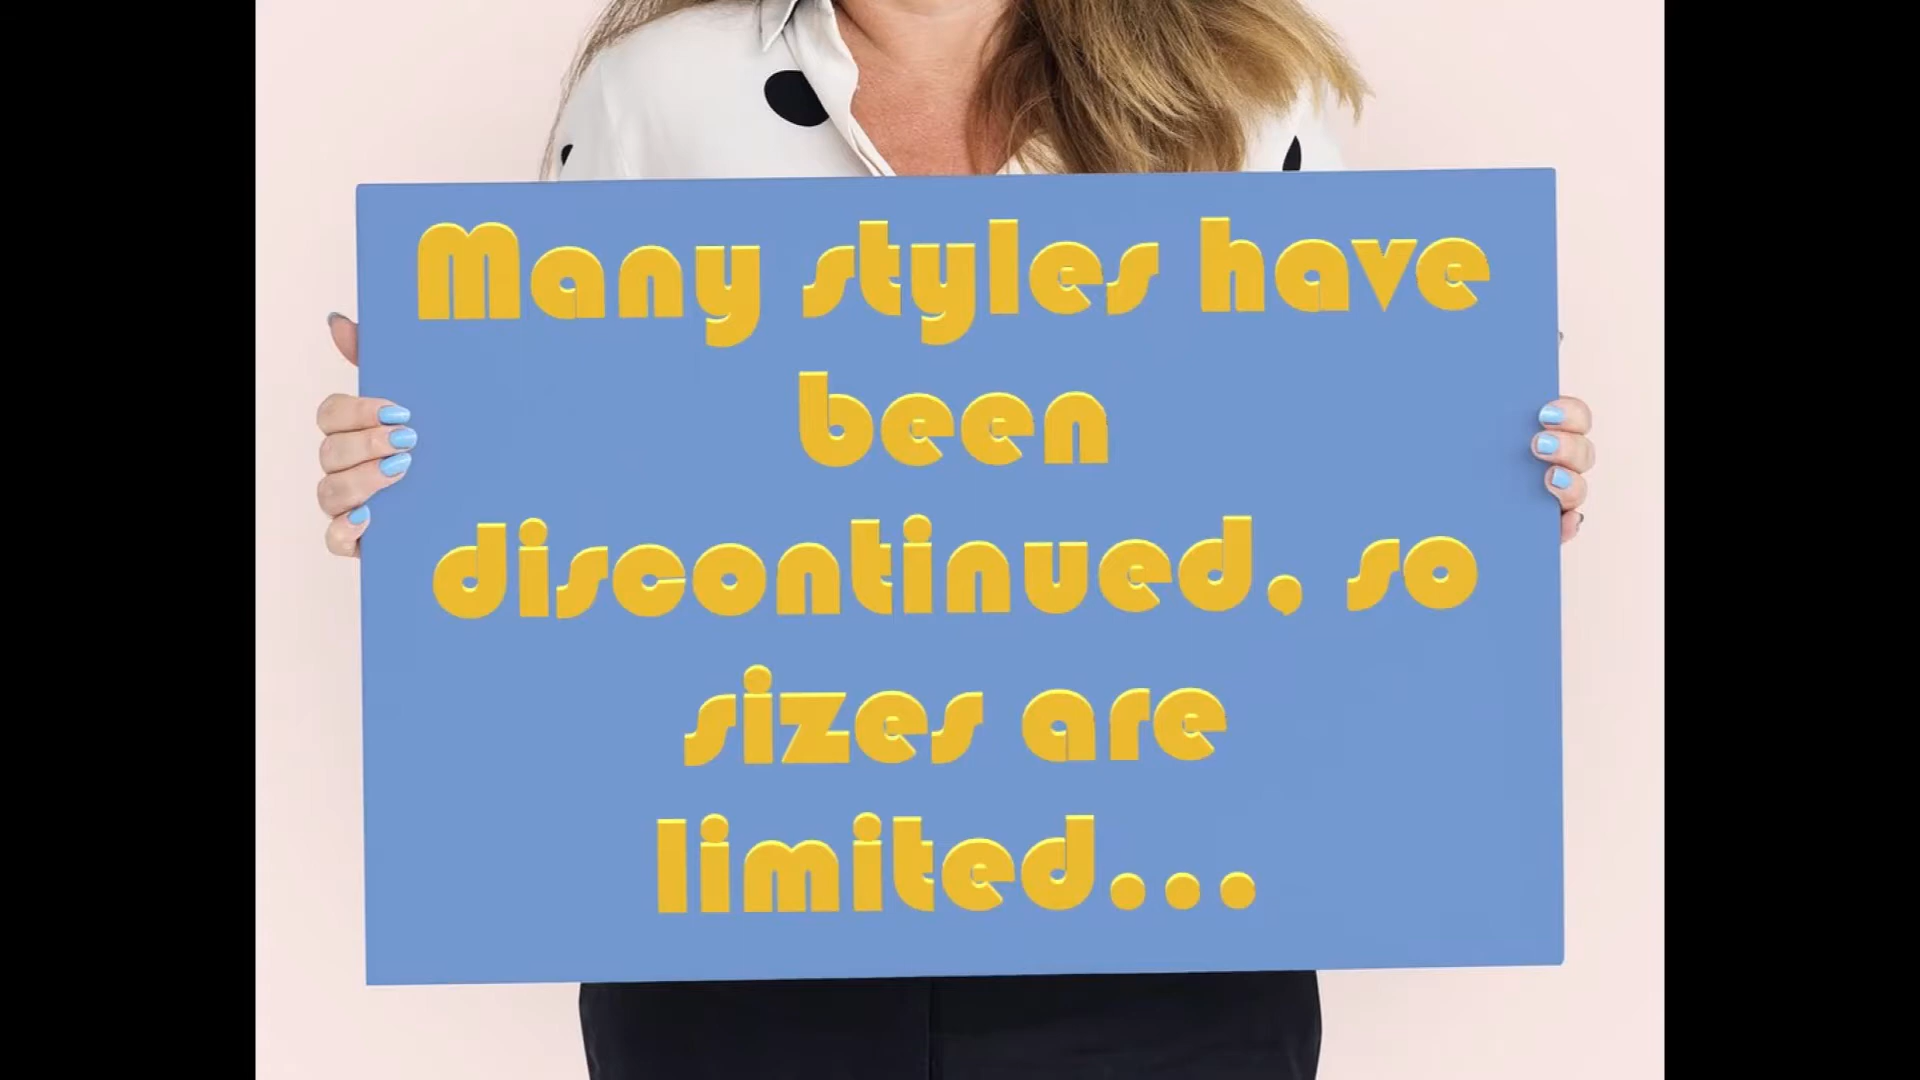 Many styles have
been
discontinued, so
sizes are
limited...